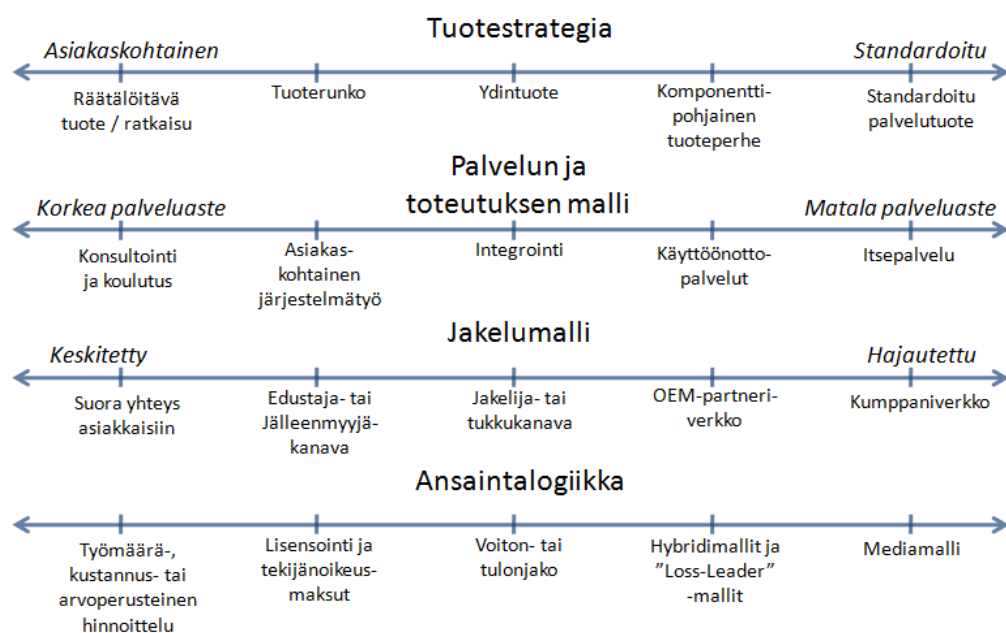 Tuotestrategia
Asiakaskohtainen
Standardoitu
Räätälöitävä
tuote / ratkaisu
Tuoterunko
Ydintuote
Komponentti-
pohjainen
tuoteperhe
Standardoitu
palvelutuote
Palvelun ja
toteutuksen malli
Korkea palveluaste
Matala palveluaste
Konsultointi
ja koulutus
Asiakas-
kohtainen
järjestelmätyö
Integrointi
Käyttöönotto-
palvelut
Itsepalvelu
Jakelumalli
Keskitetty
Hajautettu
Suora yhteys
asiakkaisiin
Edustaja- tai
Jälleenmyyjä-
kanava
Jakelija- tai
tukkukanava
OEM-partneri-
verkko
Kumppaniverkko
Ansaintalogiikka
Työmäärä-,
kustannus- tai
arvoperusteinen
hinnoittelu
Lisensointi ja
tekijänoikeus-
maksut
Voiton- tai
tulonjako
Hybridimallit ja
”Loss-Leader”
-mallit
Mediamalli